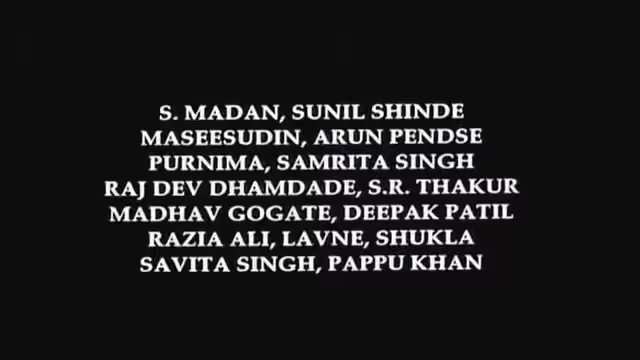 S. MADAN, SUNIL SHINDE
MASEESUDIN, ARUN PENDSE
PURNIMA, SAMRITA SINGH
RAJ DEV DHAMDADE, S.R. THAKUR
MADHAV GOGATE, DEEPAK PATIL
RAZIA ALI, LAVNE, SHUKLA
SAVITA SINGH, PAPPU KHAN